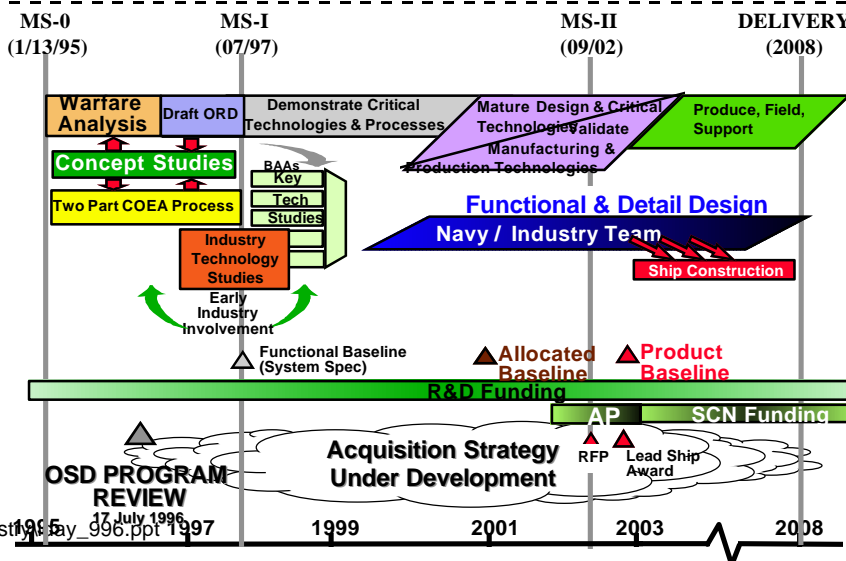 MS-0
(1/13/95)
MS-I
(07/97)
MS-II
(09/02)
DELIVERY
(2008)
Warfare
Analysis
Draft ORD
Demonstrate Critical
Technologies & Processes
Mature Design & Critical
Technologies
Validate
Manufacturing &
Production Technologies
Produce, Field,
Support
Concept Studies
Two Part COEA Process
BAAs
Key
Tech
Studies
Industry
Technology
Studies
Early
Industry
Involvement
Functional & Detail Design
Navy / Industry Team
Ship Construction
Functional Baseline
(System Spec)
Allocated
Baseline
Product
Baseline
R&D Funding
AP
SCN Funding
Acquisition Strategy
Under Development
RFP
Lead Ship
Award
OSD PROGRAM
REVIEW
17 July 1996
1995
1997
1999
2001
2003
2008